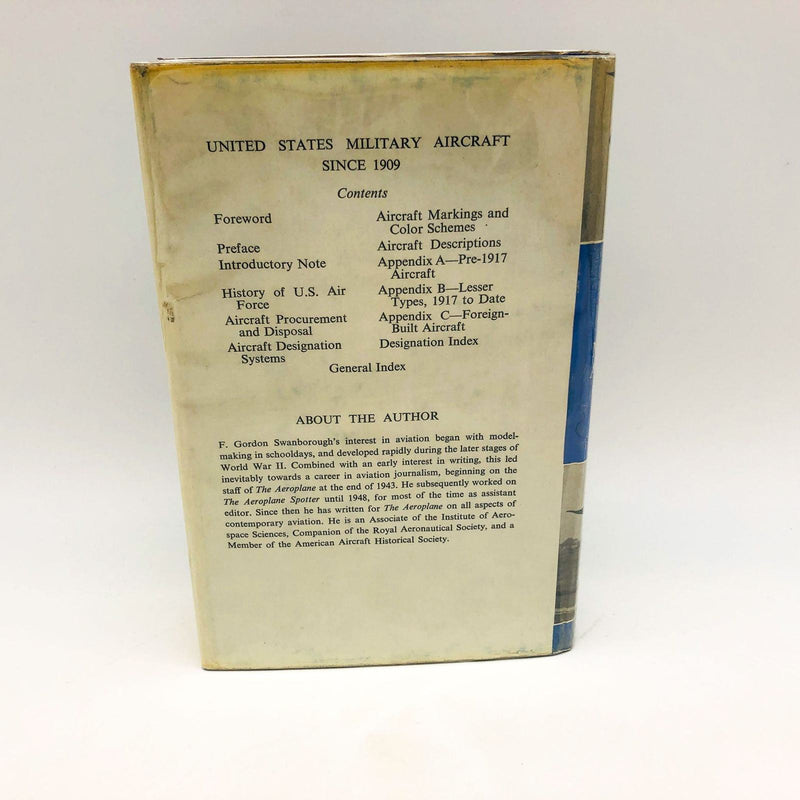 UNITED STATES MILITARY AIRCRAFT
SINCE 1909
Contents
Foreword
Preface
Introductory Note
History of U.S. Air
Force
Aircraft Procurement
and Disposal
Aircraft Designation
Systems
Aircraft Markings and
Color Schemes
Aircraft Descriptions
Appendix A—Pre-1917
Aircraft
Appendix B—Lesser
Types, 1917 to Date
Appendix C—Foreign-
Built Aircraft
Designation Index
General Index
ABOUT THE AUTHOR
F. Gordon Swanborough's interest in aviation began with model-
making in schooldays, and developed rapidly during the later stages of
World War II. Combined with an early interest in writing, this led
inevitably towards a career in aviation journalism, beginning on the
staff of The Aeroplane at the end of 1943. He subsequently worked on
The Aeroplane Spotter until 1948, for most of the time as assistant
editor. Since then he has written for The Aeroplane on all aspects of
contemporary aviation. He is an Associate of the Institute of Aero-
space Sciences, Companion of the Royal Aeronautical Society, and a
Member of the American Aircraft Historical Society.